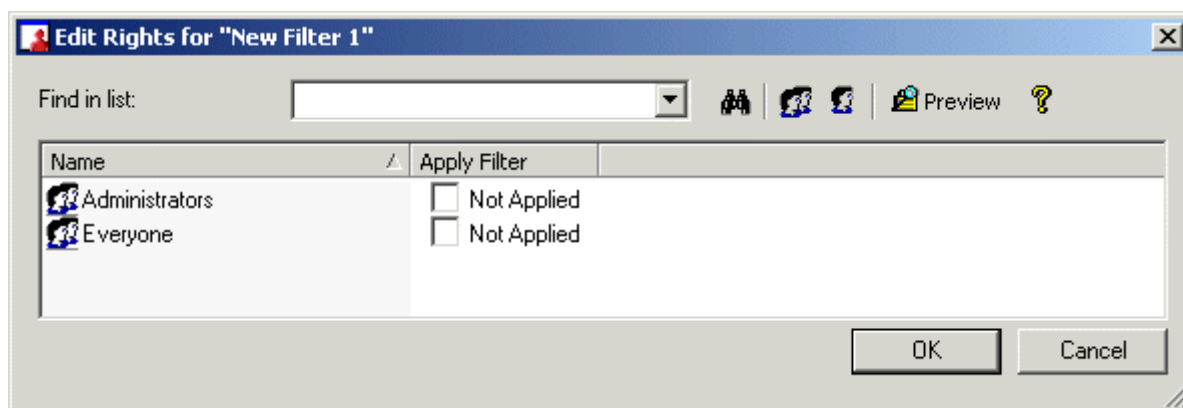 Edit Rights for "New Filter 1"
Find in list:
Preview
Name Apply Filter
Administrators Not Applied
Everyone Not Applied
OK Cancel